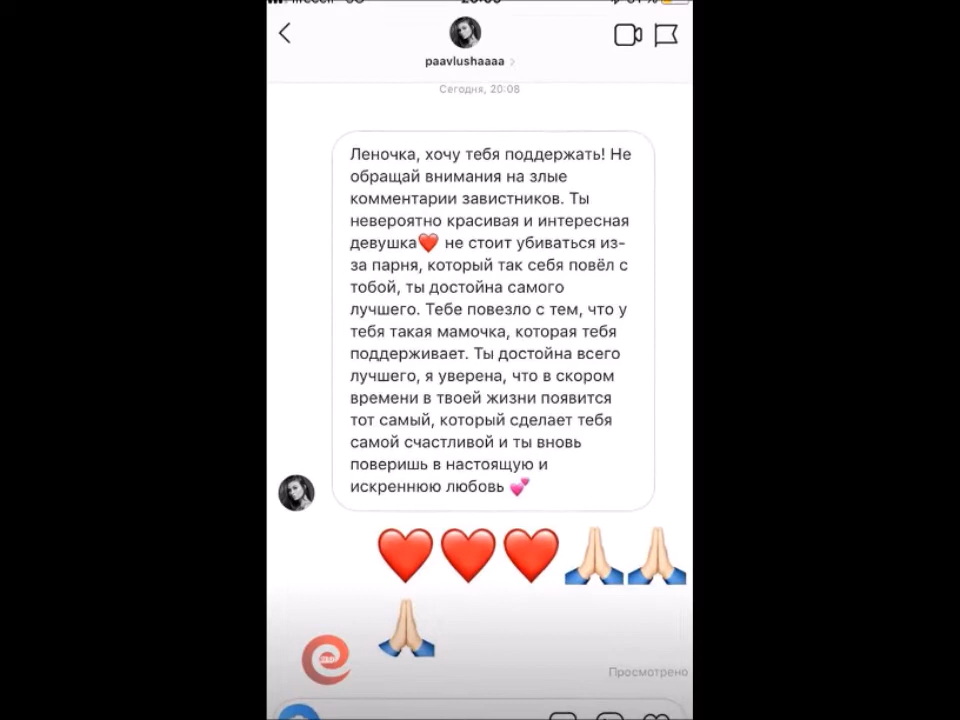 paavlushaaaa
Сегодня, 20:08
Леночка, хочу тебя поддержать! Не
обращай внимания на злые
комментарии завистников. Ты
невероятно красивая и интересная
девушка❤️ не стоит убиваться из-
за парня, который так себя повёл с
тобой, ты достойна самого
лучшего. Тебе повезло с тем, что у
тебя такая мамочка, которая тебя
поддерживает. Ты достойна всего
лучшего, я уверена, что в скором
времени в твоей жизни появится
тот самый, который сделает тебя
самой счастливой и ты вновь
поверишь в настоящую и
искреннюю любовь 💕
❤️❤️❤️🙏🏻🙏🏻
🙏🏻
Просмотрено